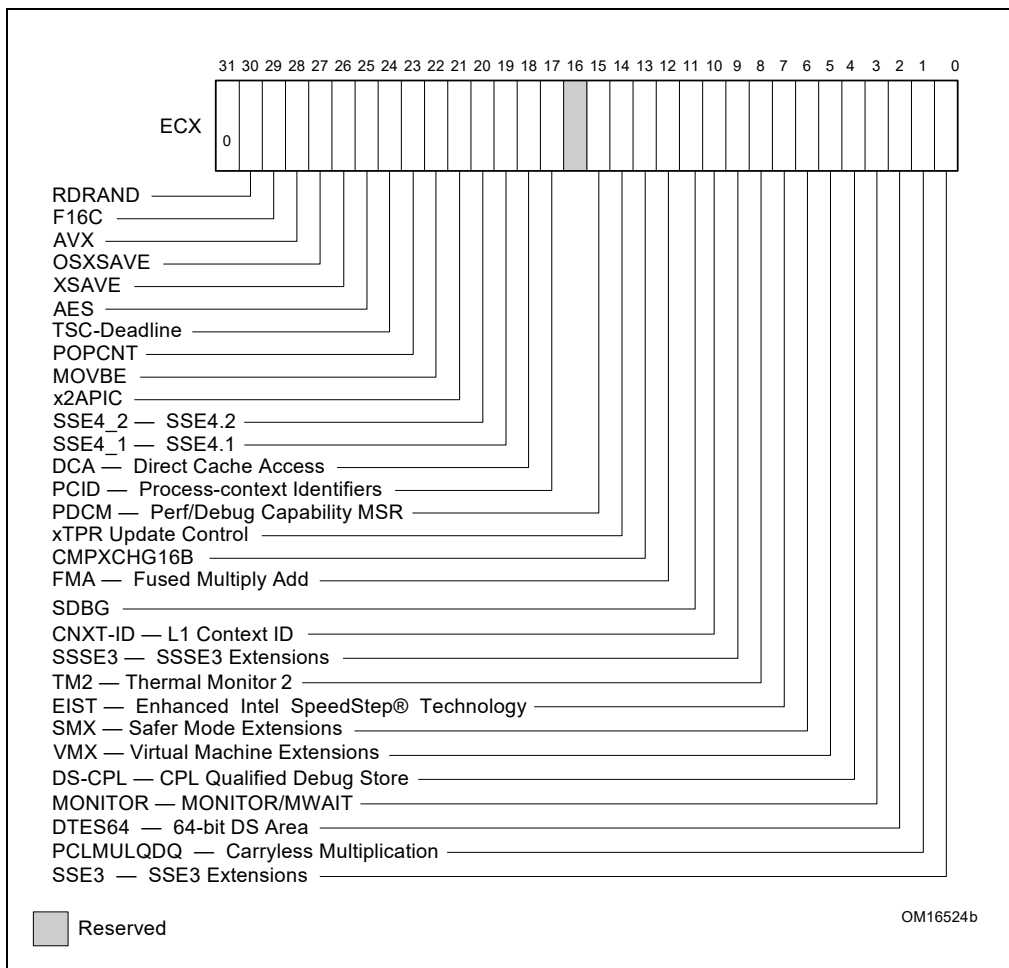 31 30 29 28 27 26 25 24 23 22 21 20 19 18 17 16 15 14 13 12 11 10 9 8 7 6 5 4 3 2 1 0
ECX
0
RDRAND
F16C
AVX
OSXSAVE
XSAVE
AES
TSC-Deadline
POPCNT
MOVBE
x2APIC
SSE4_2 — SSE4.2
SSE4_1 — SSE4.1
DCA — Direct Cache Access
PCID — Process-context Identifiers
PDCM — Perf/Debug Capability MSR
xTPR Update Control
CMPXCHG16B
FMA — Fused Multiply Add
SDBG
CNXT-ID — L1 Context ID
SSSE3 — SSSE3 Extensions
TM2 — Thermal Monitor 2
EIST — Enhanced Intel SpeedStep® Technology
SMX — Safer Mode Extensions
VMX — Virtual Machine Extensions
DS-CPL — CPL Qualified Debug Store
MONITOR — MONITOR/MWAIT
DTES64 — 64-bit DS Area
PCLMULQDQ — Carryless Multiplication
SSE3 — SSE3 Extensions
Reserved
OM16524b